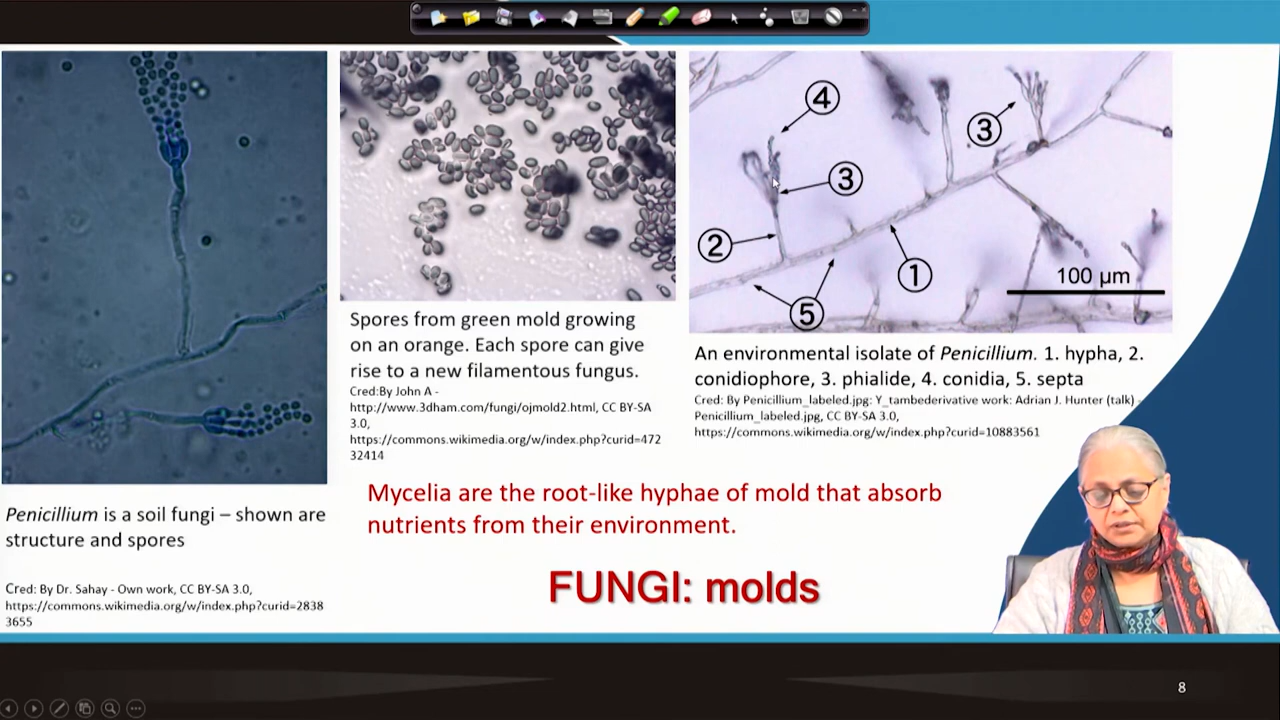 ④
③
③
②
①
⑤
100 µm
Spores from green mold growing
on an orange. Each spore can give
rise to a new filamentous fungus.
Cred:By John A -
http://www.3dham.com/fungi/ojmold2.html, CC BY-SA
3.0,
https://commons.wikimedia.org/w/index.php?curid=472
32414
An environmental isolate of Penicillium. 1. hypha, 2.
conidiophore, 3. phialide, 4. conidia, 5. septa
Cred: By Penicillium_labeled.jpg: Y_tambederivative work: Adrian J. Hunter (talk) -
Penicillium_labeled.jpg, CC BY-SA 3.0,
https://commons.wikimedia.org/w/index.php?curid=10883561
Mycelia are the root-like hyphae of mold that absorb
nutrients from their environment.
Penicillium is a soil fungi – shown are
structure and spores
Cred: By Dr. Sahay - Own work, CC BY-SA 3.0,
https://commons.wikimedia.org/w/index.php?curid=2838
3655
FUNGI: molds
8